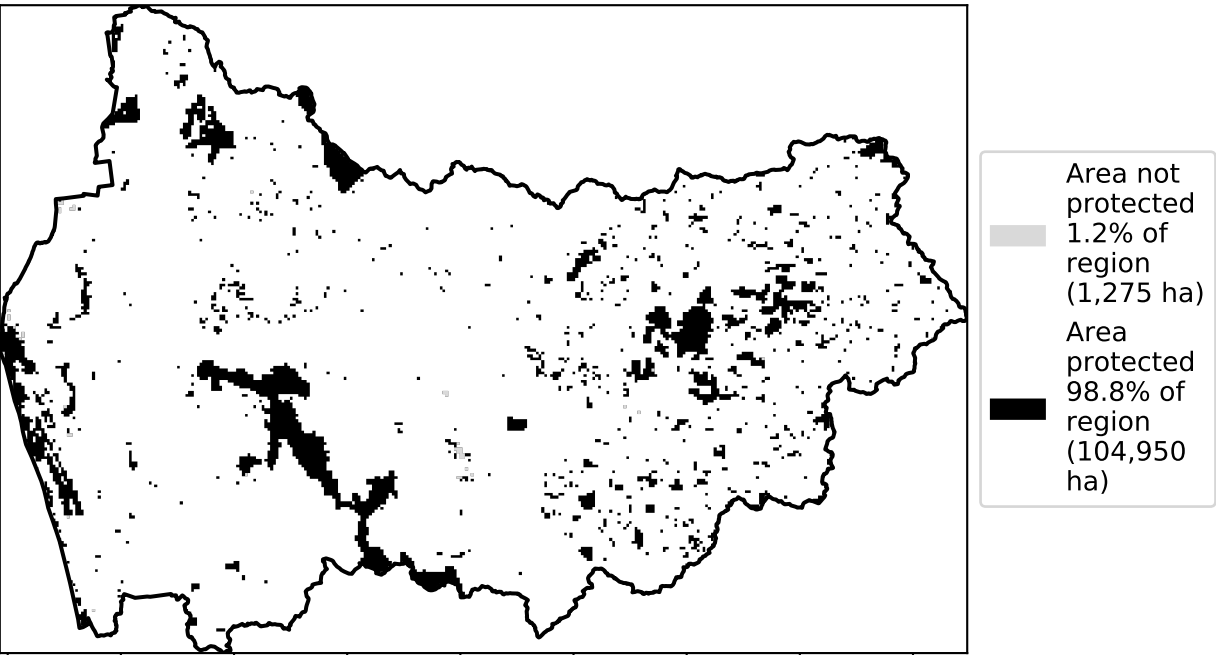 Area not
protected
1.2% of
region
(1,275 ha)
Area
protected
98.8% of
region
(104,950
ha)